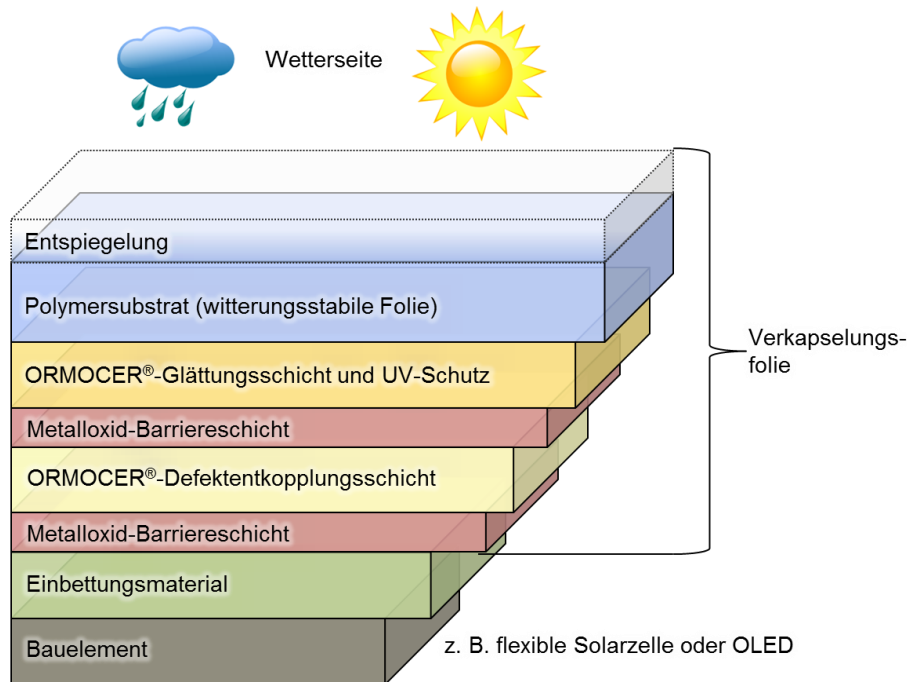 Wetterseite
Entspiegelung
Polymersubstrat (witterungsstabile Folie)
ORMOCER®-Glättungsschicht und UV-Schutz
Verkapselungs-
folie
Metalloxid-Barriereschicht
ORMOCER®-Defektentkopplungsschicht
Metalloxid-Barriereschicht
Einbettungsmaterial
Bauelement
z. B. flexible Solarzelle oder OLED